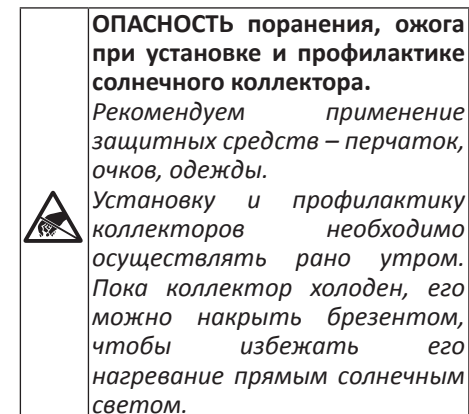 ОПАСНОСТЬ поранения, ожога
при установке и профилактике
солнечного коллектора.
Рекомендуем применение
защитных средств – перчаток,
очков, одежды.
Установку и профилактику
коллекторов необходимо
осуществлять рано утром.
Пока коллектор холоден, его
можно накрыть брезентом,
чтобы избежать его
нагревание прямым солнечным
светом.